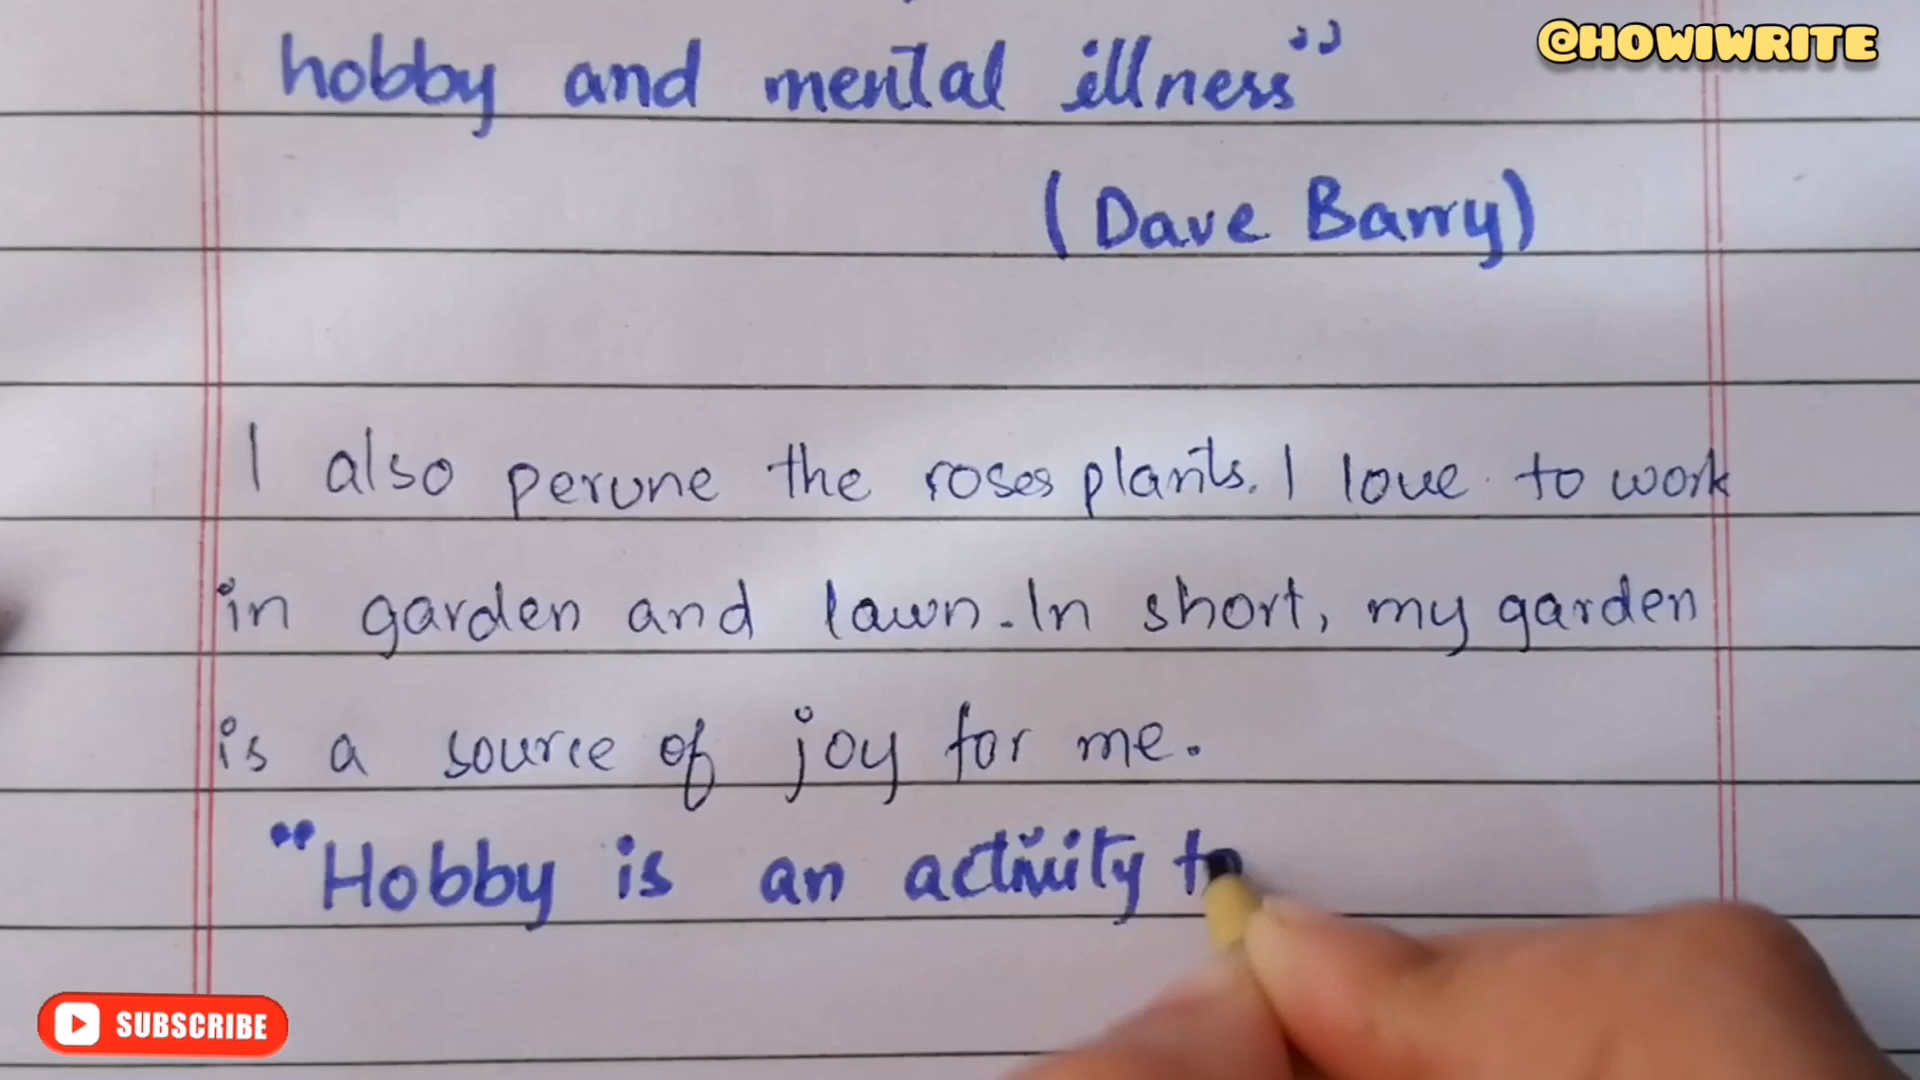 @HOWIWRITE
hobby and mental illness"
(Dave Barry)
I also perune the roses plants. I love to work
in garden and lawn. In short, my garden
is a source of joy for me.
"Hobby is an activity to
SUBSCRIBE